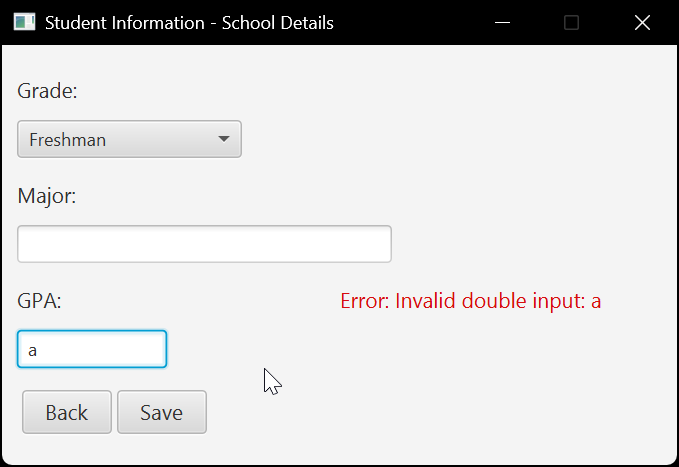 Student Information - School Details
Grade:
Freshman
Major:
GPA:
Error: Invalid double input: a
a
Back
Save